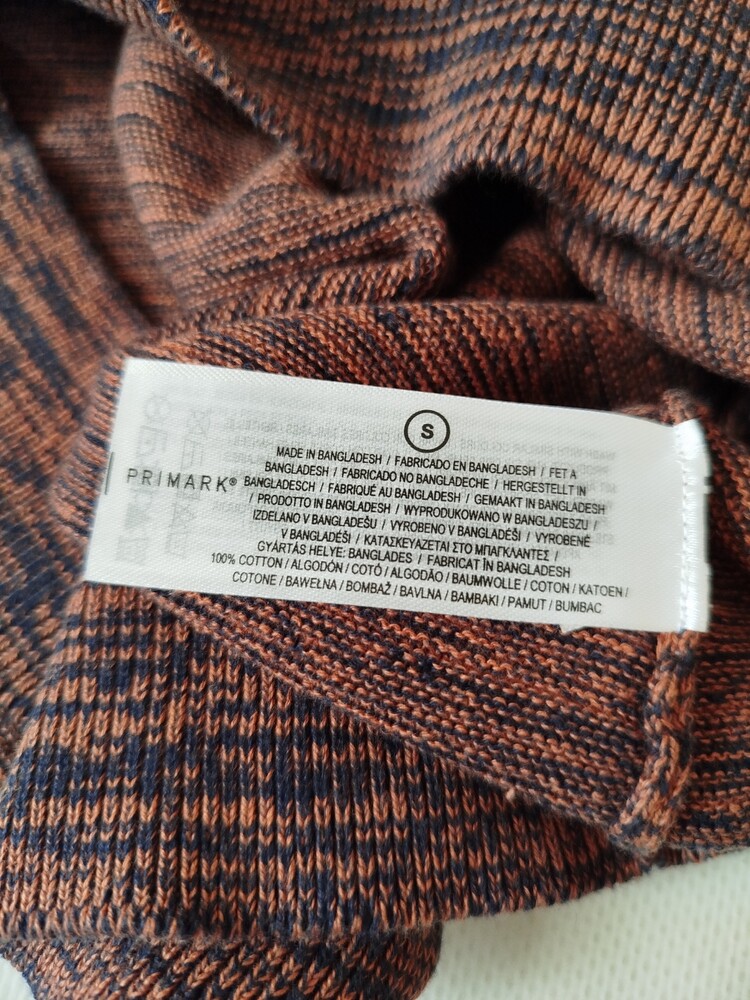 S
PRIMARK®
MADE IN BANGLADESH / FABRICADO EN BANGLADESH / FET A
BANGLADESH / FABRICADO NO BANGLADECHE / HERGESTELLT IN
BANGLADESCH / FABRIQUÉ AU BANGLADESH / GEMAAKT IN BANGLADESH
/ PRODOTTO IN BANGLADESH / WYPRODUKOWANO W BANGLADESZU /
IZDELANO V BANGLADEŠU / VYROBENO V BANGLADÉŠI / VYROBENÉ
V BANGLADÉŠI / ΚΑΤΑΣΚΕΥΑΖΕΤΑΙ ΣΤΟ ΜΠΑΓΚΛΑΝΤΕΣ /
GYÁRTÁS HELYE: BANGLADES / FABRICAT ÎN BANGLADESH
100% COTTON / ALGODÓN / COTÓ / ALGODÃO / BAUMWOLLE / COTON / KATOEN /
COTONE / BAWEŁNA / BOMBAŽ / BAVLNA / BAMBAKI / PAMUT / BUMBAC